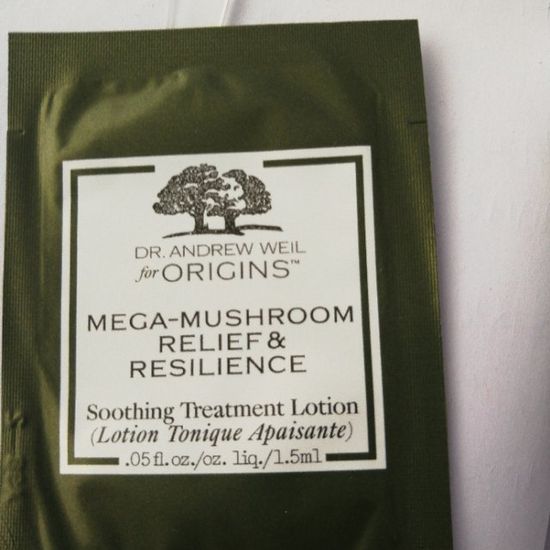 DR. ANDREW WEIL
for ORIGINS™
MEGA-MUSHROOM
RELIEF &
RESILIENCE
Soothing Treatment Lotion
(Lotion Tonique Apaisante)
.05 fl.oz./oz. liq./1.5ml